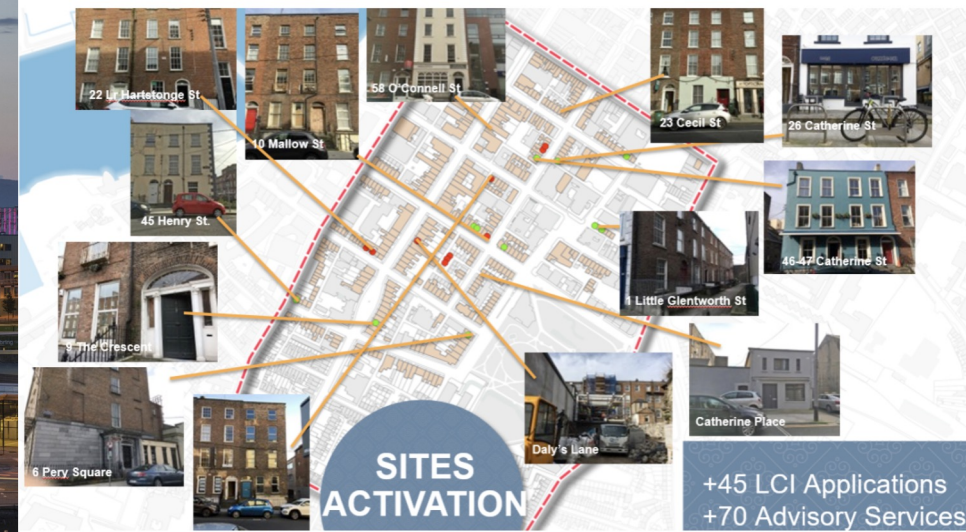 22 Lr Hartstonge St
10 Mallow St
58 O'Connell St
23 Cecil St
26 Catherine St
45 Henry St.
46-47 Catherine St
1 Little Glentworth St
9 The Crescent
6 Pery Square
Daly's Lane
Catherine Place
SITES
ACTIVATION
+45 LCI Applications
+70 Advisory Services